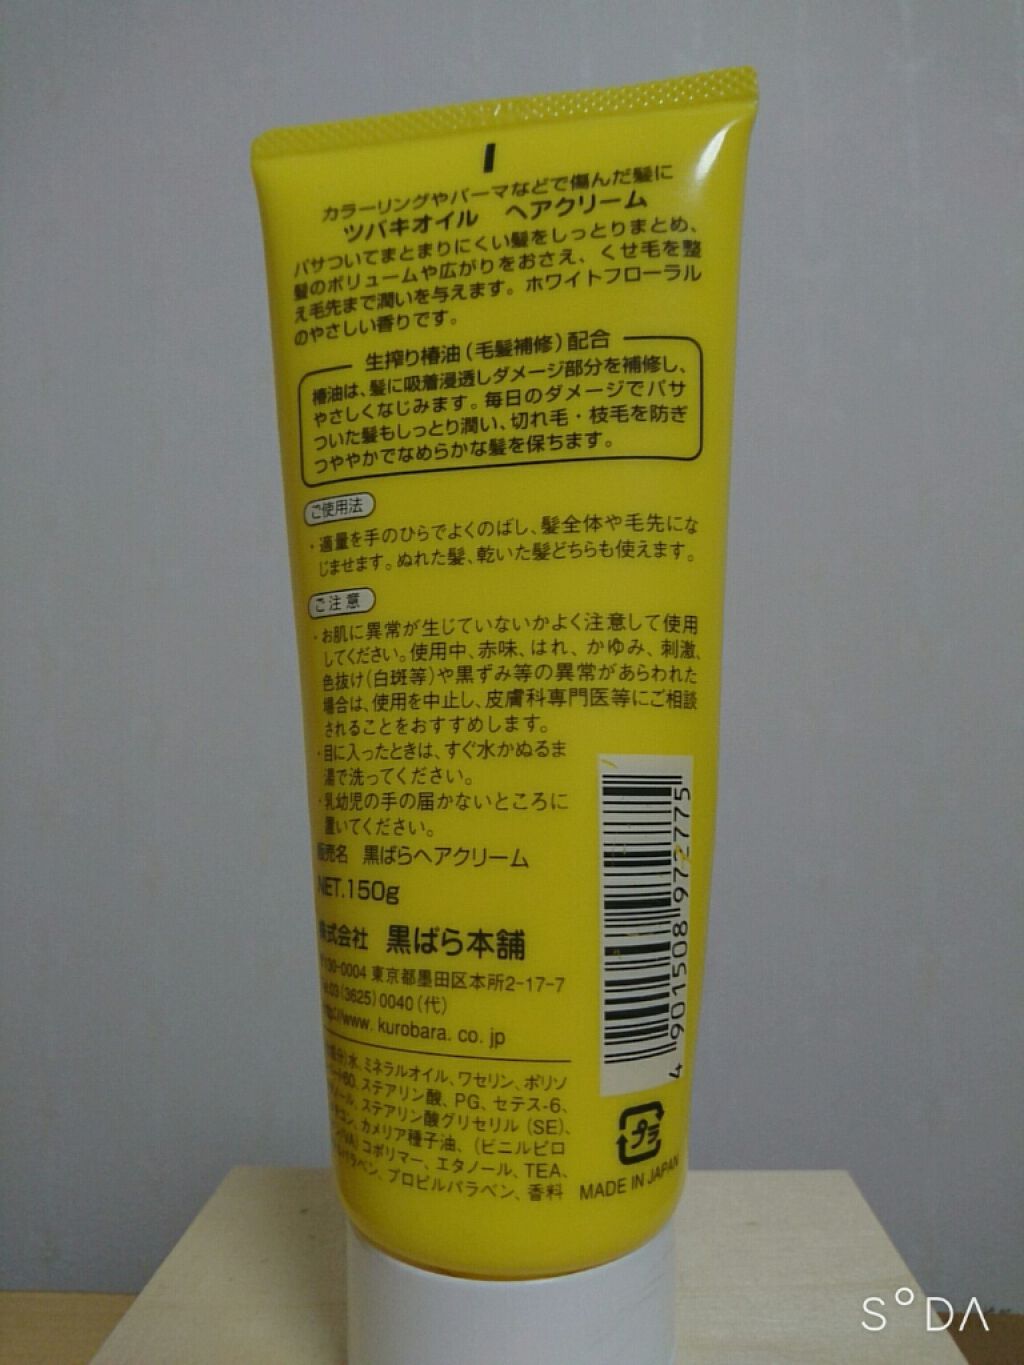 カラーリングやパーマなどで傷んだ髪に
ツバキオイル ヘアクリーム
パサついてまとまりにくい髪をしっとりまとめ、
髪のボリュームや広がりをおさえ、くせ毛を整
え毛先まで潤いを与えます。ホワイトフローラル
のやさしい香りです。
生搾り椿油(毛髪補修)配合
椿油は、髪に吸着浸透しダメージ部分を補修し、
やさしくなじみます。毎日のダメージでパサ
ついた髪もしっとり潤い、切れ毛・枝毛を防ぎ
つややかでなめらかな髪を保ちます。
ご使用法
・適量を手のひらでよくのばし、髪全体や毛先にな
じませます。ぬれた髪、乾いた髪どちらも使えます。
ご注意
・お肌に異常が生じていないかよく注意して使用
してください。使用中、赤味、はれ、かゆみ、刺激、
色抜け(白斑等)や黒ずみ等の異常があらわれた
場合は、使用を中止し、皮膚科専門医等にご相談
されることをおすすめします。
・目に入ったときは、すぐ水かぬるま
湯で洗ってください。
・乳幼児の手の届かないところに
置いてください。
販売名 黒ばらヘアクリーム
NET.150g
株式会社 黒ばら本舗
〒130-0004 東京都墨田区本所2-17-7
03(3625)0040(代)
www.kurobara.co.jp
水、ミネラルオイル、ワセリン、ポリソ
60、ステアリン酸、PG、セテス-6、
ステアリン酸グリセリル(SE)、
カメリア種子油、(ビニルピロ
VA)コポリマー、エタノール、TEA、
プロピルパラベン、香料
4 901508 972775
プラ
MADE IN JAPAN
S°DA